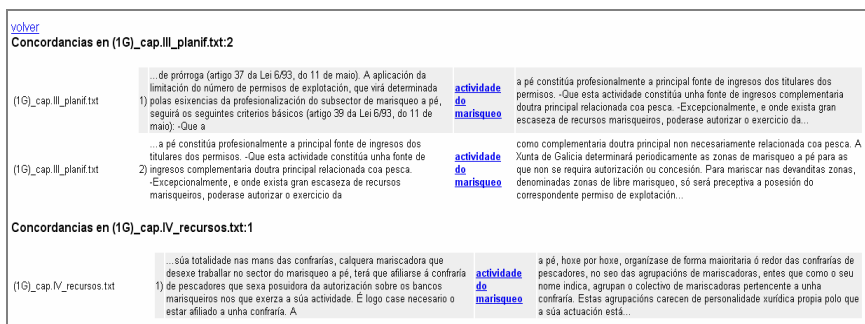 volver
Concordancias en (1G)_cap.III_planif.txt:2
...de prórroga (artigo 37 da Lei 6/93, do 11 de maio). A aplicación da
limitación do número de permisos de explotación, que virá determinada
(1G)_cap.III_planif.txt 1) polas esixencias da profesionalización do subsector de marisqueo a pé,
seguirá os seguintes criterios básicos (artigo 39 da Lei 6/93, do 11 de
maio): -Que a
actividade
do
marisqueo
a pé constitúa profesionalmente a principal fonte de ingresos dos titulares dos
permisos. -Que esta actividade constitúa unha fonte de ingresos complementaria
doutra principal relacionada coa pesca. -Excepcionalmente, e onde exista gran
escaseza de recursos marisqueiros, poderase autorizar o exercicio da...
...a pé constitúa profesionalmente a principal fonte de ingresos dos
titulares dos permisos. -Que esta actividade constitúa unha fonte de
(1G)_cap.III_planif.txt 2) ingresos complementaria doutra principal relacionada coa pesca.
-Excepcionalmente, e onde exista gran escaseza de recursos
marisqueiros, poderase autorizar o exercicio da
actividade
do
marisqueo
como complementaria doutra principal non necesariamente relacionada coa pesca. A
Xunta de Galicia determinará periodicamente as zonas de marisqueo a pé para as
que non se requira autorización ou concesión. Para mariscar nas devanditas zonas,
denominadas zonas de libre marisqueo, só será preceptiva a posesión do
correspondente permiso de explotación...
Concordancias en (1G)_cap.IV_recursos.txt:1
...súa totalidade nas mans das confrarías, calquera mariscadora que
desexe traballar no sector do marisqueo a pé, terá que afiliarse á confraría
(1G)_cap.IV_recursos.txt 1) de pescadores que sexa posuidora da autorización sobre os bancos
marisqueiros nos que exerza a súa actividade. É logo case necesario o
estar afiliado a unha confraría. A
actividade
do
marisqueo
a pé, hoxe por hoxe, organízase de forma maioritaria ó redor das confrarías de
pescadores, no seo das agrupacións de mariscadoras, entes que como o seu
nome indica, agrupan o colectivo de mariscadoras pertencente a unha
confraría. Estas agrupacións carecen de personalidade xurídica propia polo que
a súa actuación está...